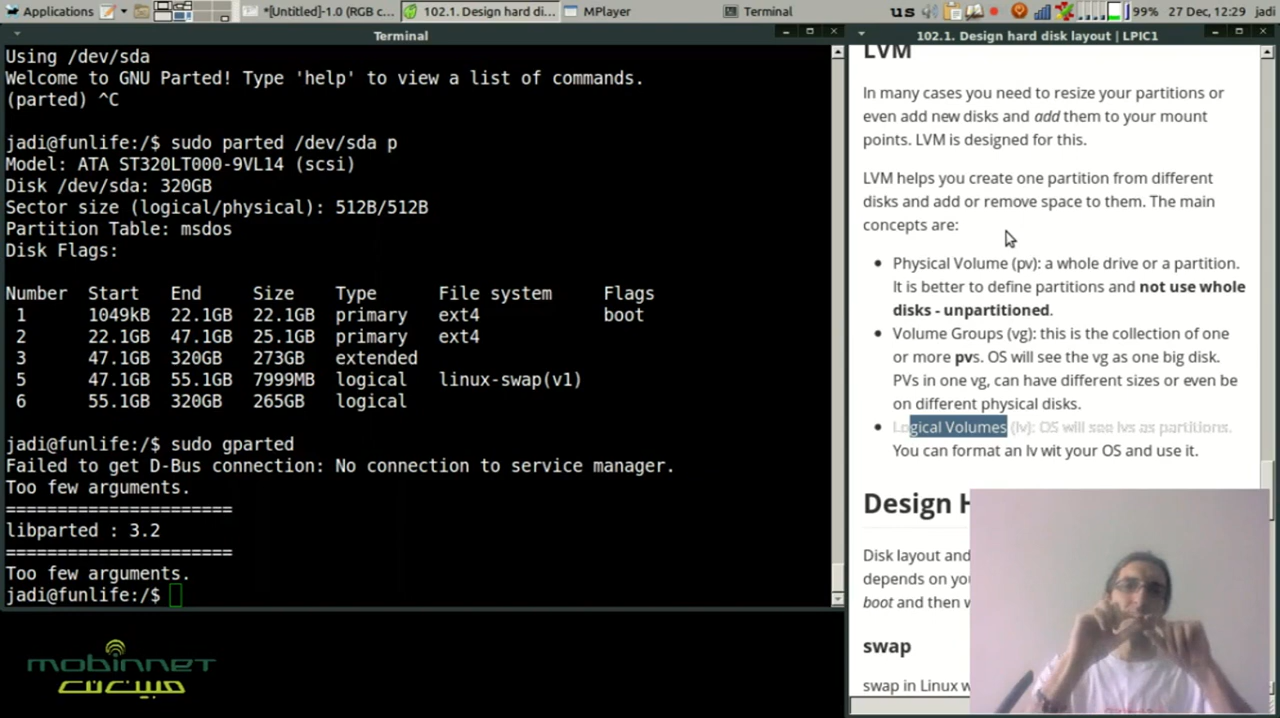 Applications
*[Untitled]-1.0 (RGB c...
102.1. Design hard di...
MPlayer
Terminal
us
99%
27 Dec, 12:29
jadi
Terminal
Using /dev/sda
Welcome to GNU Parted! Type 'help' to view a list of commands.
(parted) ^C
jadi@funlife:/$ sudo parted /dev/sda p
Model: ATA ST320LT000-9VL14 (scsi)
Disk /dev/sda: 320GB
Sector size (logical/physical): 512B/512B
Partition Table: msdos
Disk Flags:
Number Start End Size Type File system Flags
1 1049kB 22.1GB 22.1GB primary ext4 boot
2 22.1GB 47.1GB 25.1GB primary ext4
3 47.1GB 320GB 273GB extended
5 47.1GB 55.1GB 7999MB logical linux-swap(v1)
6 55.1GB 320GB 265GB logical
jadi@funlife:/$ sudo gparted
Failed to get D-Bus connection: No connection to service manager.
Too few arguments.
======================
libparted : 3.2
======================
Too few arguments.
jadi@funlife:/$
mobinnet
مبین نت
102.1. Design hard disk layout | LPIC1
LVM
In many cases you need to resize your partitions or
even add new disks and add them to your mount
points. LVM is designed for this.
LVM helps you create one partition from different
disks and add or remove space to them. The main
concepts are:
• Physical Volume (pv): a whole drive or a partition.
It is better to define partitions and not use whole
disks - unpartitioned.
• Volume Groups (vg): this is the collection of one
or more pvs. OS will see the vg as one big disk.
PVs in one vg, can have different sizes or even be
on different physical disks.
• Logical Volumes (lv): OS will see lvs as partitions.
You can format an lv wit your OS and use it.
Design H
Disk layout and
depends on you
boot and then w
swap
swap in Linux w